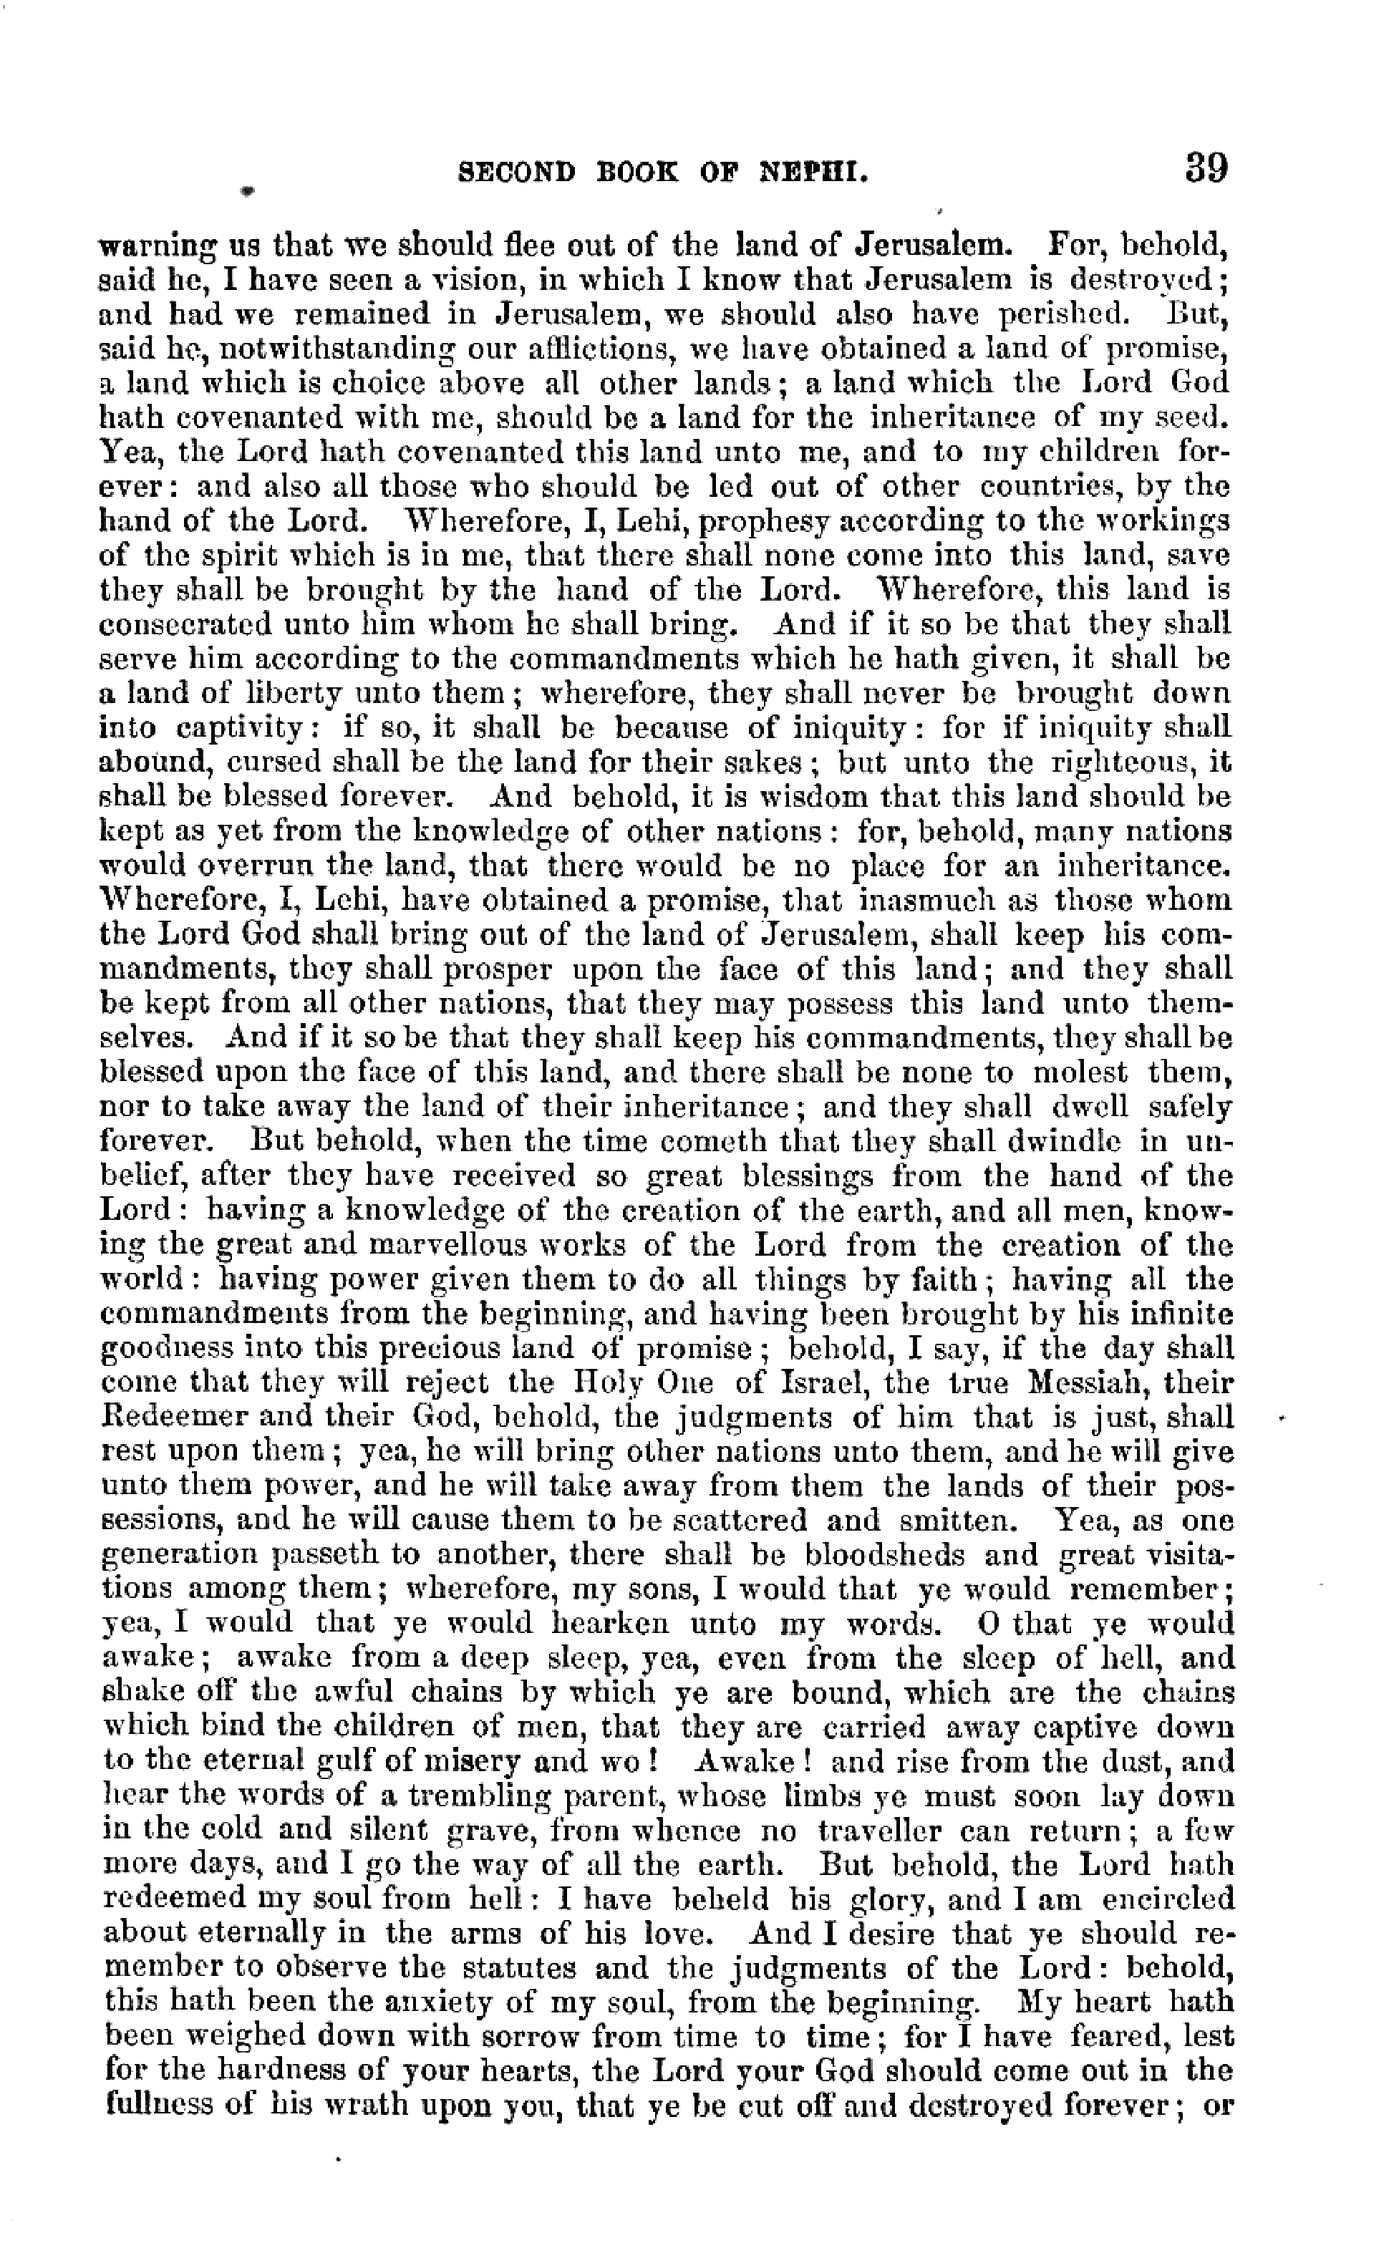 SECOND BOOK OF NEPHI. 39
warning us that we should flee out of the land of Jerusalem. For, behold,
said he, I have seen a vision, in which I know that Jerusalem is destroyed;
and had we remained in Jerusalem, we should also have perished. But,
said he, notwithstanding our afflictions, we have obtained a land of promise,
a land which is choice above all other lands; a land which the Lord God
hath covenanted with me, should be a land for the inheritance of my seed.
Yea, the Lord hath covenanted this land unto me, and to my children for-
ever: and also all those who should be led out of other countries, by the
hand of the Lord. Wherefore, I, Lehi, prophesy according to the workings
of the spirit which is in me, that there shall none come into this land, save
they shall be brought by the hand of the Lord. Wherefore, this land is
consecrated unto him whom he shall bring. And if it so be that they shall
serve him according to the commandments which he hath given, it shall be
a land of liberty unto them; wherefore, they shall never be brought down
into captivity: if so, it shall be because of iniquity: for if iniquity shall
abound, cursed shall be the land for their sakes; but unto the righteous, it
shall be blessed forever. And behold, it is wisdom that this land should be
kept as yet from the knowledge of other nations: for, behold, many nations
would overrun the land, that there would be no place for an inheritance.
Wherefore, I, Lehi, have obtained a promise, that inasmuch as those whom
the Lord God shall bring out of the land of Jerusalem, shall keep his com-
mandments, they shall prosper upon the face of this land; and they shall
be kept from all other nations, that they may possess this land unto them-
selves. And if it so be that they shall keep his commandments, they shall be
blessed upon the face of this land, and there shall be none to molest them,
nor to take away the land of their inheritance; and they shall dwell safely
forever. But behold, when the time cometh that they shall dwindle in un-
belief, after they have received so great blessings from the hand of the
Lord: having a knowledge of the creation of the earth, and all men, know-
ing the great and marvellous works of the Lord from the creation of the
world: having power given them to do all things by faith; having all the
commandments from the beginning, and having been brought by his infinite
goodness into this precious land of promise; behold, I say, if the day shall
come that they will reject the Holy One of Israel, the true Messiah, their
Redeemer and their God, behold, the judgments of him that is just, shall
rest upon them; yea, he will bring other nations unto them, and he will give
unto them power, and he will take away from them the lands of their pos-
sessions, and he will cause them to be scattered and smitten. Yea, as one
generation passeth to another, there shall be bloodsheds and great visita-
tions among them; wherefore, my sons, I would that ye would remember;
yea, I would that ye would hearken unto my words. O that ye would
awake; awake from a deep sleep, yea, even from the sleep of hell, and
shake off the awful chains by which ye are bound, which are the chains
which bind the children of men, that they are carried away captive down
to the eternal gulf of misery and wo! Awake! and rise from the dust, and
hear the words of a trembling parent, whose limbs ye must soon lay down
in the cold and silent grave, from whence no traveller can return; a few
more days, and I go the way of all the earth. But behold, the Lord hath
redeemed my soul from hell: I have beheld his glory, and I am encircled
about eternally in the arms of his love. And I desire that ye should re-
member to observe the statutes and the judgments of the Lord: behold,
this hath been the anxiety of my soul, from the beginning. My heart hath
been weighed down with sorrow from time to time; for I have feared, lest
for the hardness of your hearts, the Lord your God should come out in the
fullness of his wrath upon you, that ye be cut off and destroyed forever; or